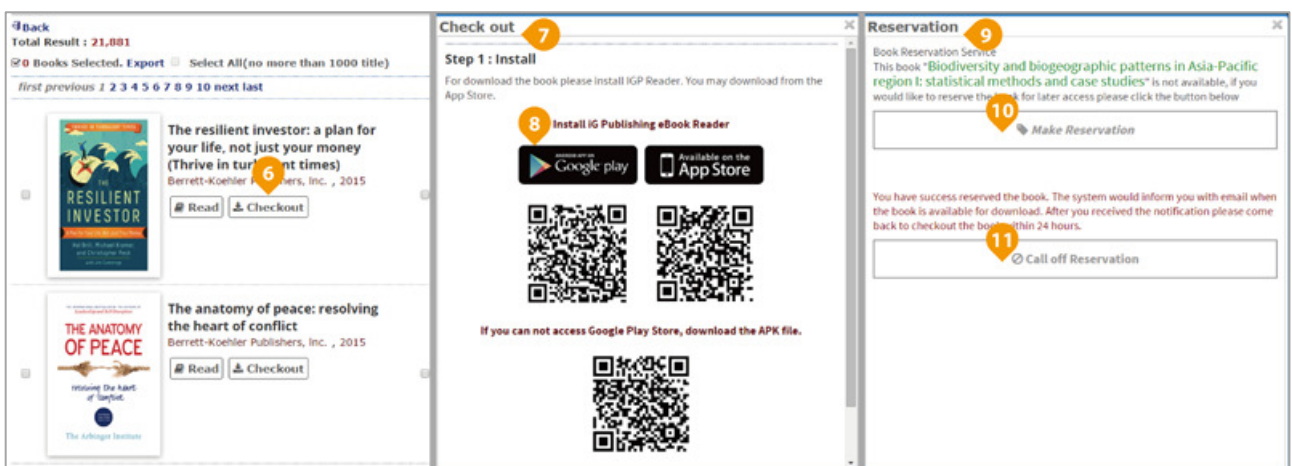 Back
Total Result : 21,881
0 Books Selected. Export Select All(no more than 1000 title)
first previous 1 2 3 4 5 6 7 8 9 10 next last
THE
RESILIENT
INVESTOR
The resilient investor: a plan for
your life, not just your money
(Thrive in turbulent times)
Berrett-Koehler Publishers, Inc. , 2015
6
Read Checkout
THE ANATOMY
OF PEACE
resolving the heart
of conflict
The Arbinger Institute
The anatomy of peace: resolving
the heart of conflict
Berrett-Koehler Publishers, Inc. , 2015
Read Checkout
Check out
7
Step 1 : Install
For download the book please install IGP Reader. You may download from the
App Store.
8
Install iG Publishing eBook Reader
ANDROID APP ON
Google play
Available on the
App Store
If you can not access Google Play Store, download the APK file.
Reservation
9
Book Reservation Service
This book "Biodiversity and biogeographic patterns in Asia-Pacific
region I: statistical methods and case studies" is not available, if you
would like to reserve the book for later access please click the button below
10
Make Reservation
You have success reserved the book. The system would inform you with email when
the book is available for download. After you received the notification please come
back to checkout the book within 24 hours.
11
Call off Reservation